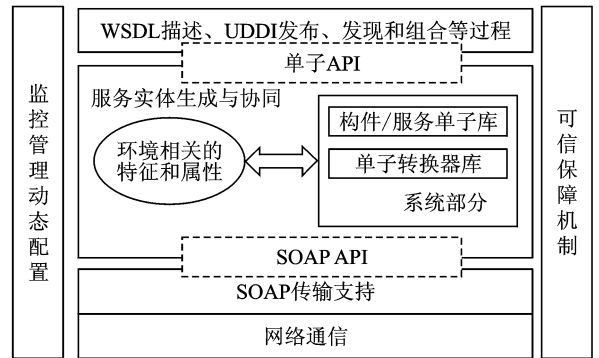 WSDL描述、UDDI发布、发现和组合等过程
单子API
服务实体生成与协同
环境相关的
特征和属性
构件/服务单子库
单子转换器库
系统部分
SOAP API
SOAP传输支持
网络通信
监控管理动态配置
可信保障机制